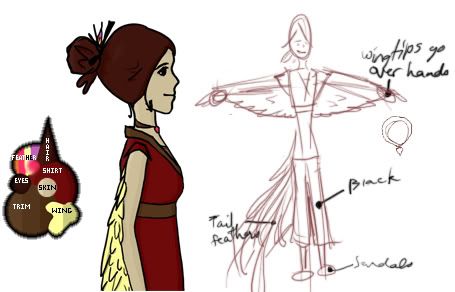 FEATHER
HAIR
SHIRT
EYES
SKIN
TRIM
WING
wingtips go
over hands
Black
Tail
feathers
Sandals